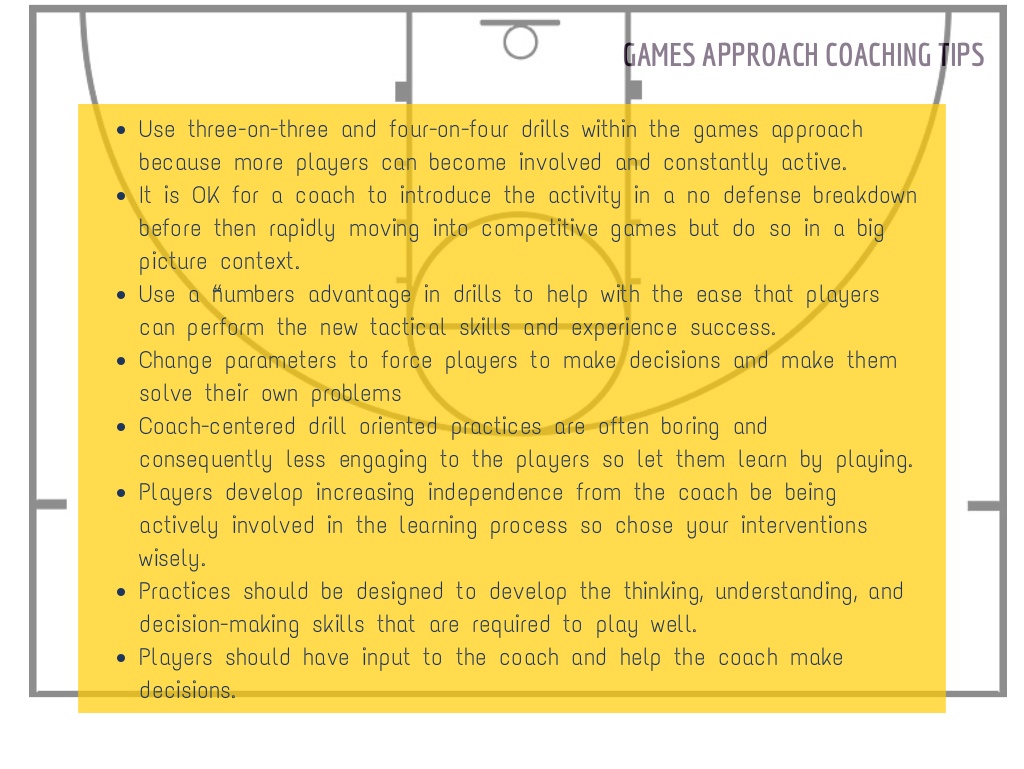 GAMES APPROACH COACHING TIPS
• Use three-on-three and four-on-four drills within the games approach
because more players can become involved and constantly active.
• It is OK for a coach to introduce the activity in a no defense breakdown
before then rapidly moving into competitive games but do so in a big
picture context.
• Use a “numbers advantage in drills to help with the ease that players
can perform the new tactical skills and experience success.
• Change parameters to force players to make decisions and make them
solve their own problems
• Coach-centered drill oriented practices are often boring and
consequently less engaging to the players so let them learn by playing.
• Players develop increasing independence from the coach be being
actively involved in the learning process so chose your interventions
wisely.
• Practices should be designed to develop the thinking, understanding, and
decision-making skills that are required to play well.
• Players should have input to the coach and help the coach make
decisions.